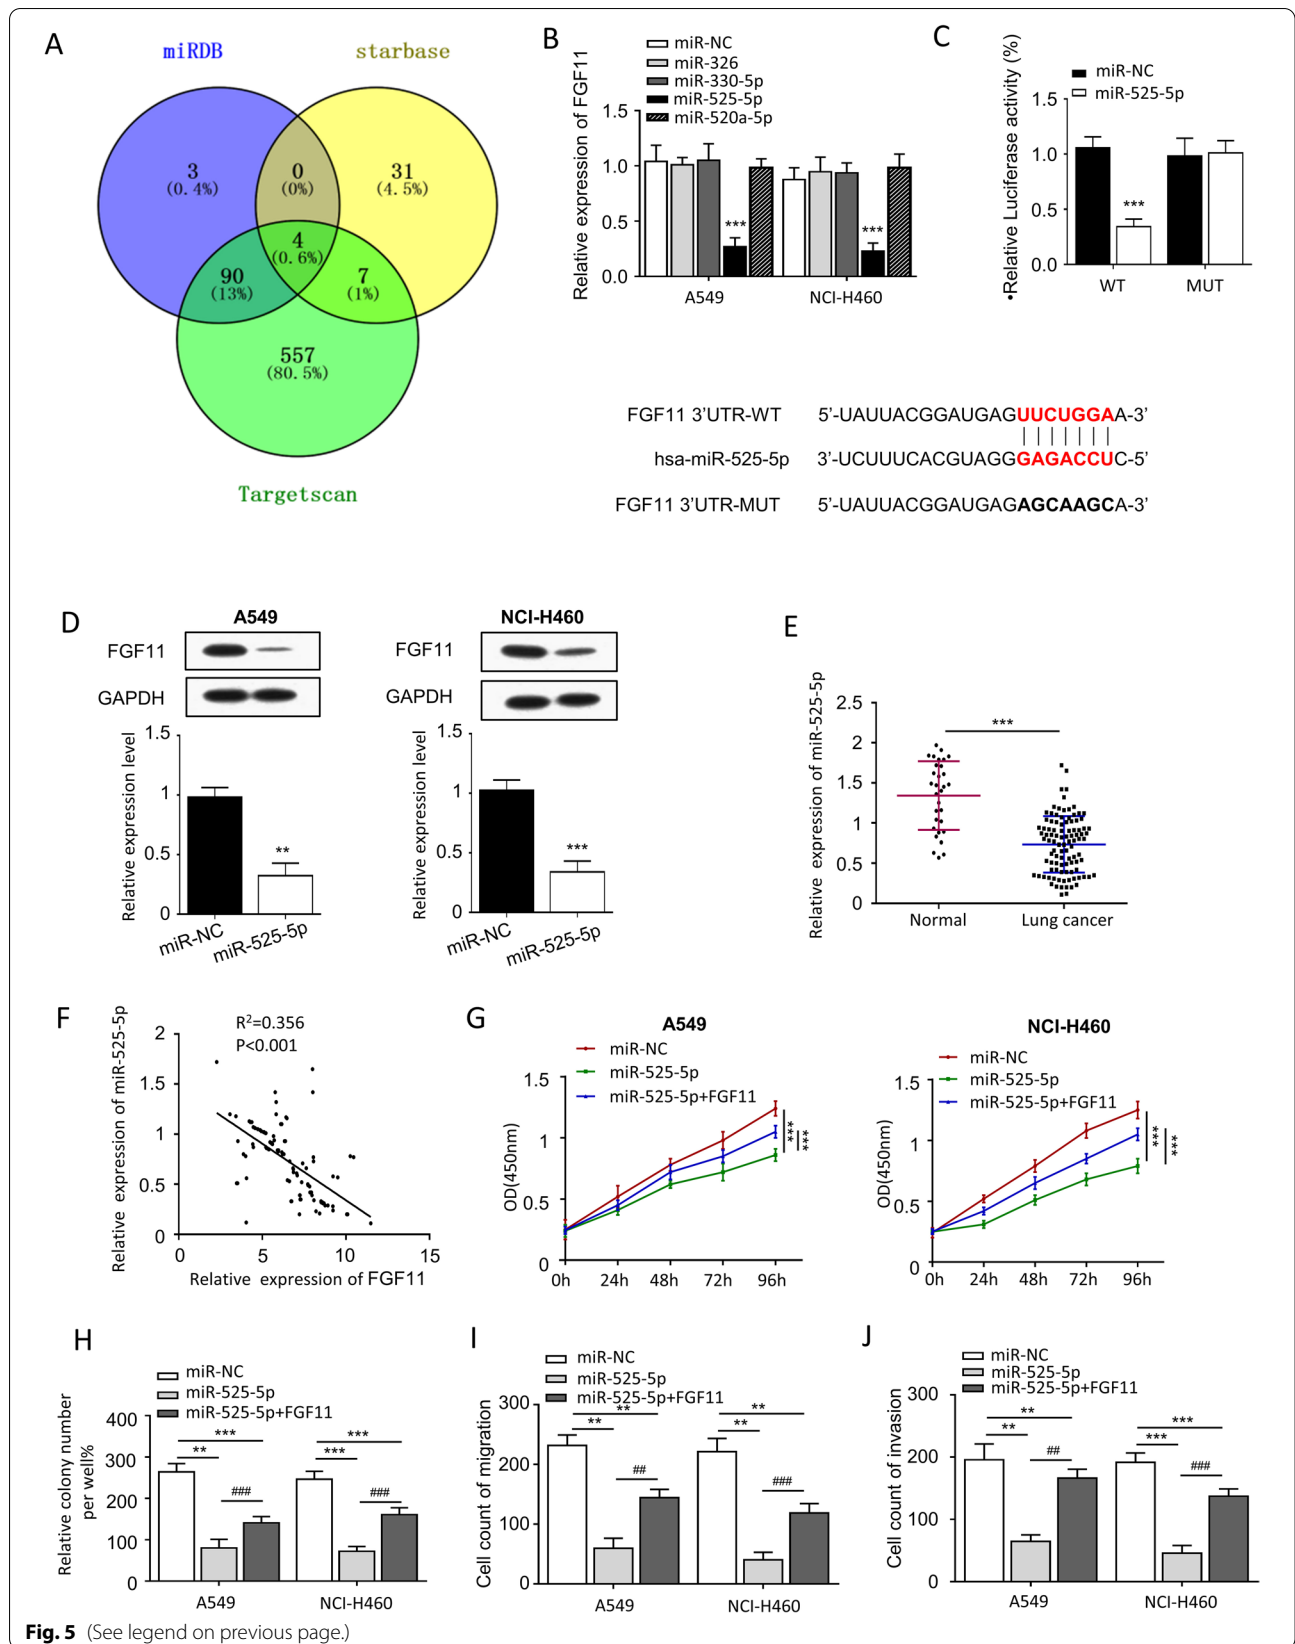 A
miRDB
starbase
3
(0.4%)
0
(0%)
31
(4.5%)
4
(0.6%)
90
(13%)
7
(1%)
557
(80.5%)
Targetscan
B
miR-NC
miR-326
miR-330-5p
miR-525-5p
miR-520a-5p
Relative expression of FGF11
1.5
1.0
0.5
0.0
***
***
A549
NCI-H460
C
miR-NC
miR-525-5p
•Relative Luciferase activity (%)
1.5
1.0
0.5
0.0
***
WT
MUT
FGF11 3’UTR-WT 5’-UAUUACGGAUGAGUUCUGGAA-3’
hsa-miR-525-5p 3’-UCUUUCACGUAGGGAGACCUC-5’
FGF11 3’UTR-MUT 5’-UAUUACGGAUGAGAGCAAGCA-3’
D
A549
FGF11
GAPDH
Relative expression level
1.5
1
0.5
0
**
miR-NC
miR-525-5p
NCI-H460
FGF11
GAPDH
Relative expression level
1.5
1
0.5
0
***
miR-NC
miR-525-5p
E
Relative expression of miR-525-5p
2.5
2
1.5
1
0.5
0
***
Normal
Lung cancer
F
R²=0.356
P<0.001
Relative expression of miR-525-5p
2
1.5
1
0.5
0
0
5
10
15
Relative expression of FGF11
G
A549
miR-NC
miR-525-5p
miR-525-5p+FGF11
OD(450nm)
1.5
1
0.5
0
***
***
0h
24h
48h
72h
96h
NCI-H460
miR-NC
miR-525-5p
miR-525-5p+FGF11
OD(450nm)
1.5
1
0.5
0
***
***
0h
24h
48h
72h
96h
H
miR-NC
miR-525-5p
miR-525-5p+FGF11
Relative colony number
per well%
400
300
200
100
0
***
**
###
***
***
###
A549
NCI-H460
I
miR-NC
miR-525-5p
miR-525-5p+FGF11
Cell count of migration
300
200
100
0
**
**
##
**
**
###
A549
NCI-H460
J
miR-NC
miR-525-5p
miR-525-5p+FGF11
Cell count of invasion
300
200
100
0
**
**
##
***
***
###
A549
NCI-H460
Fig. 5 (See legend on previous page.)